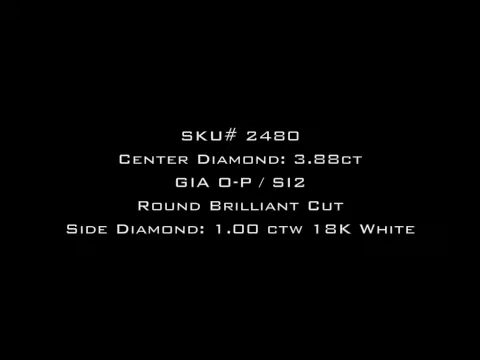 SKU# 2480
Center Diamond: 3.88ct
GIA O-P / SI2
Round Brilliant Cut
Side Diamond: 1.00 ctw 18K White